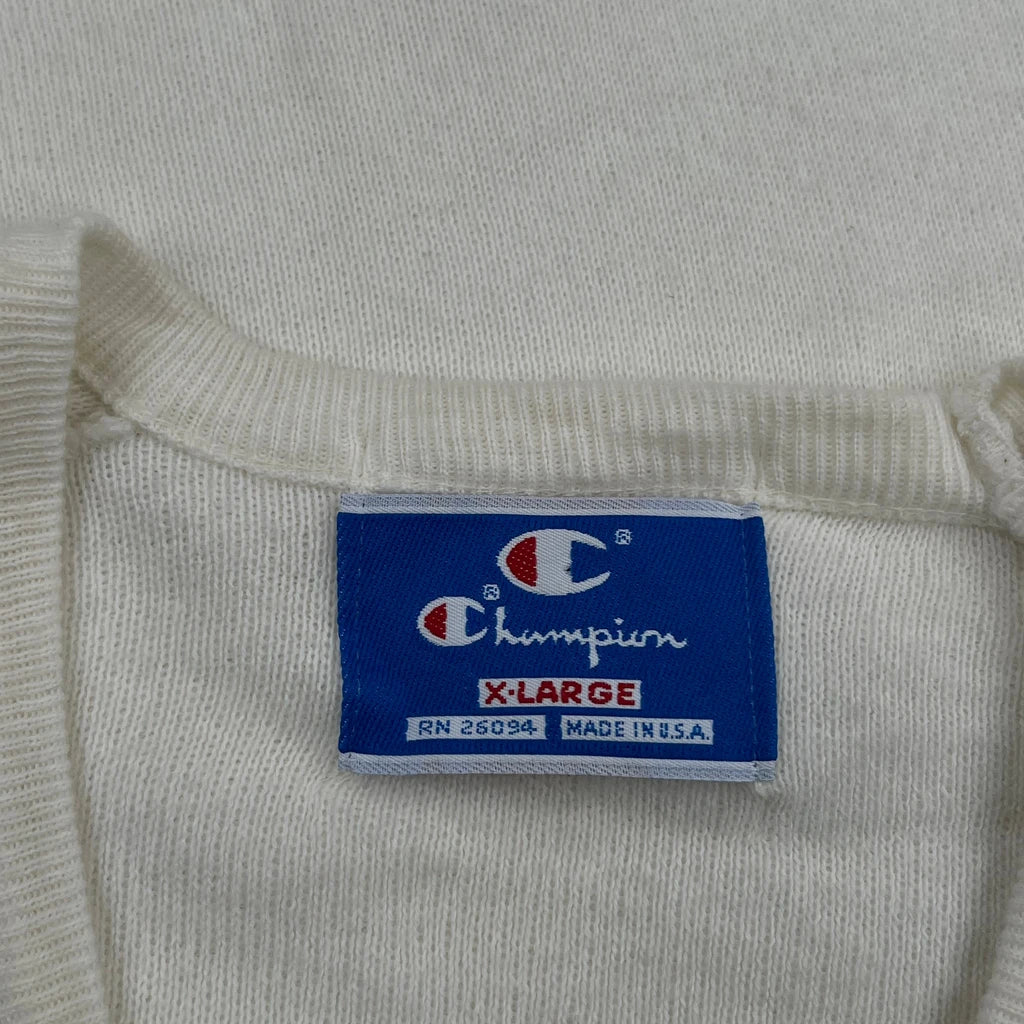 C®
®
Champion
X-LARGE
RN 26094 MADE IN U.S.A.